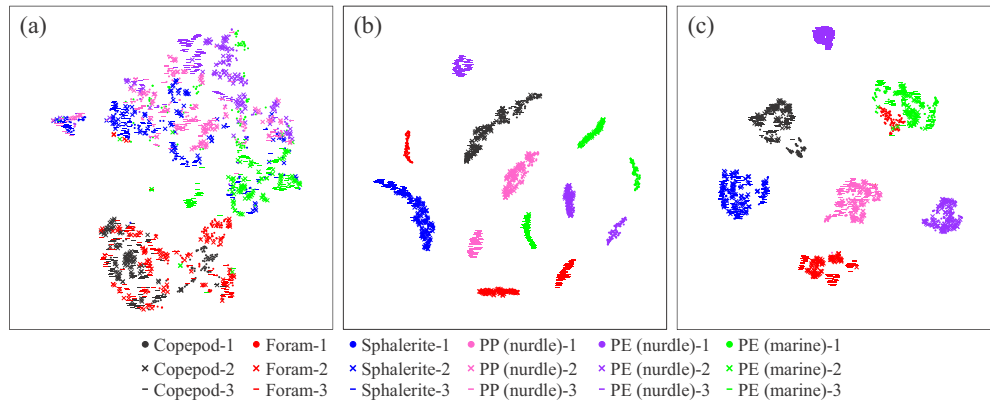 (a) (b) (c)
Copepod-1 Foram-1 Sphalerite-1 PP (nurdle)-1 PE (nurdle)-1 PE (marine)-1
Copepod-2 Foram-2 Sphalerite-2 PP (nurdle)-2 PE (nurdle)-2 PE (marine)-2
Copepod-3 Foram-3 Sphalerite-3 PP (nurdle)-3 PE (nurdle)-3 PE (marine)-3